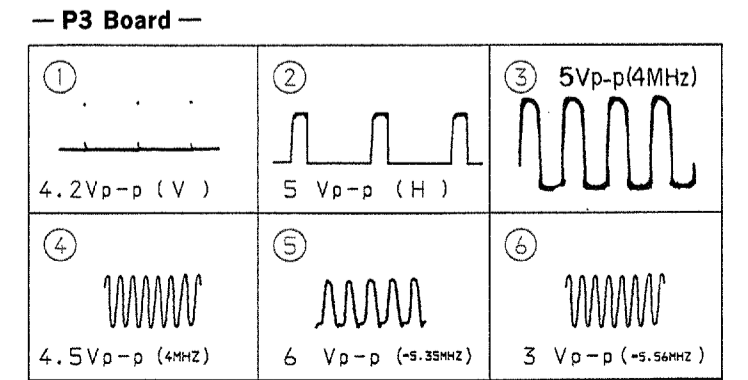 — P3 Board —
① ② ③ 5Vp-p(4MHz)
4.2Vp-p ( V ) 5 Vp-p ( H )
④ ⑤ ⑥
4.5Vp-p (4MHZ) 6 Vp-p (≈5.35MHZ) 3 Vp-p (≈5.56MHZ )